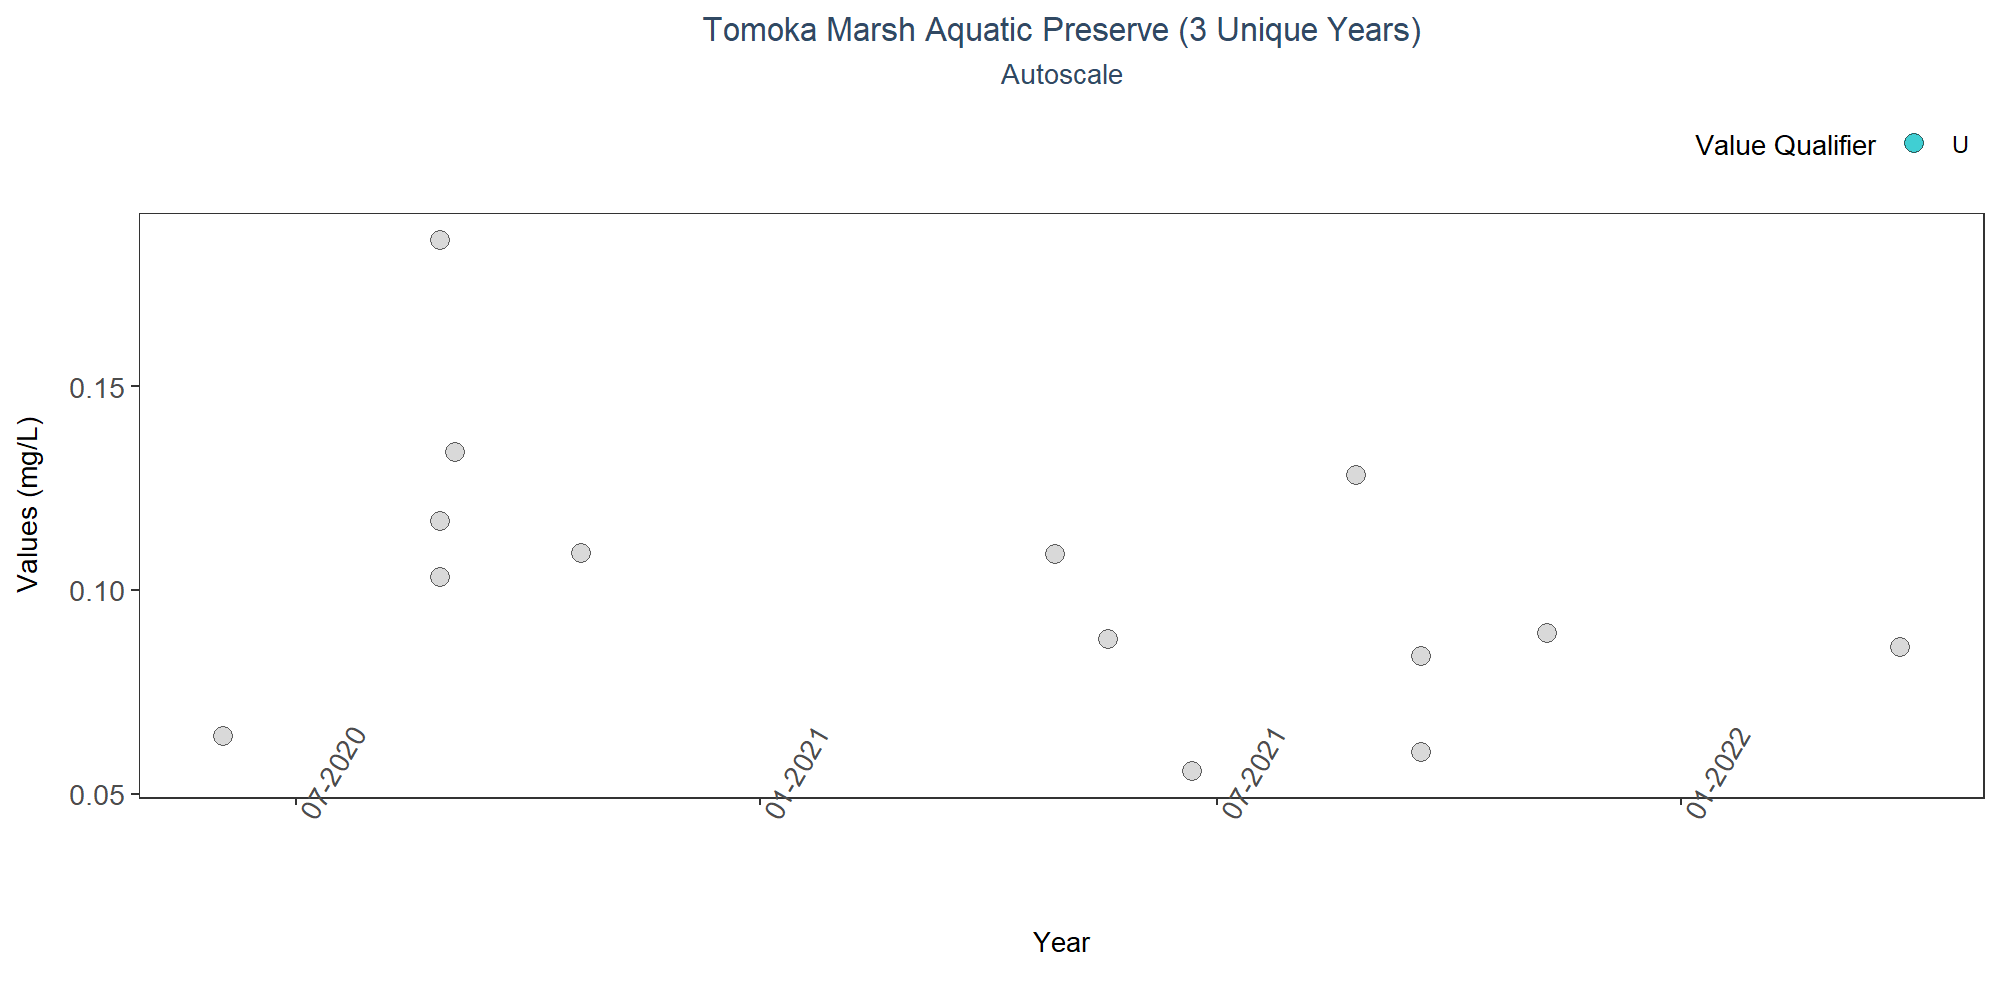 Tomoka Marsh Aquatic Preserve (3 Unique Years)
Autoscale
Value Qualifier U
Values (mg/L)
0.15
0.10
0.05
07-2020
01-2021
07-2021
01-2022
Year